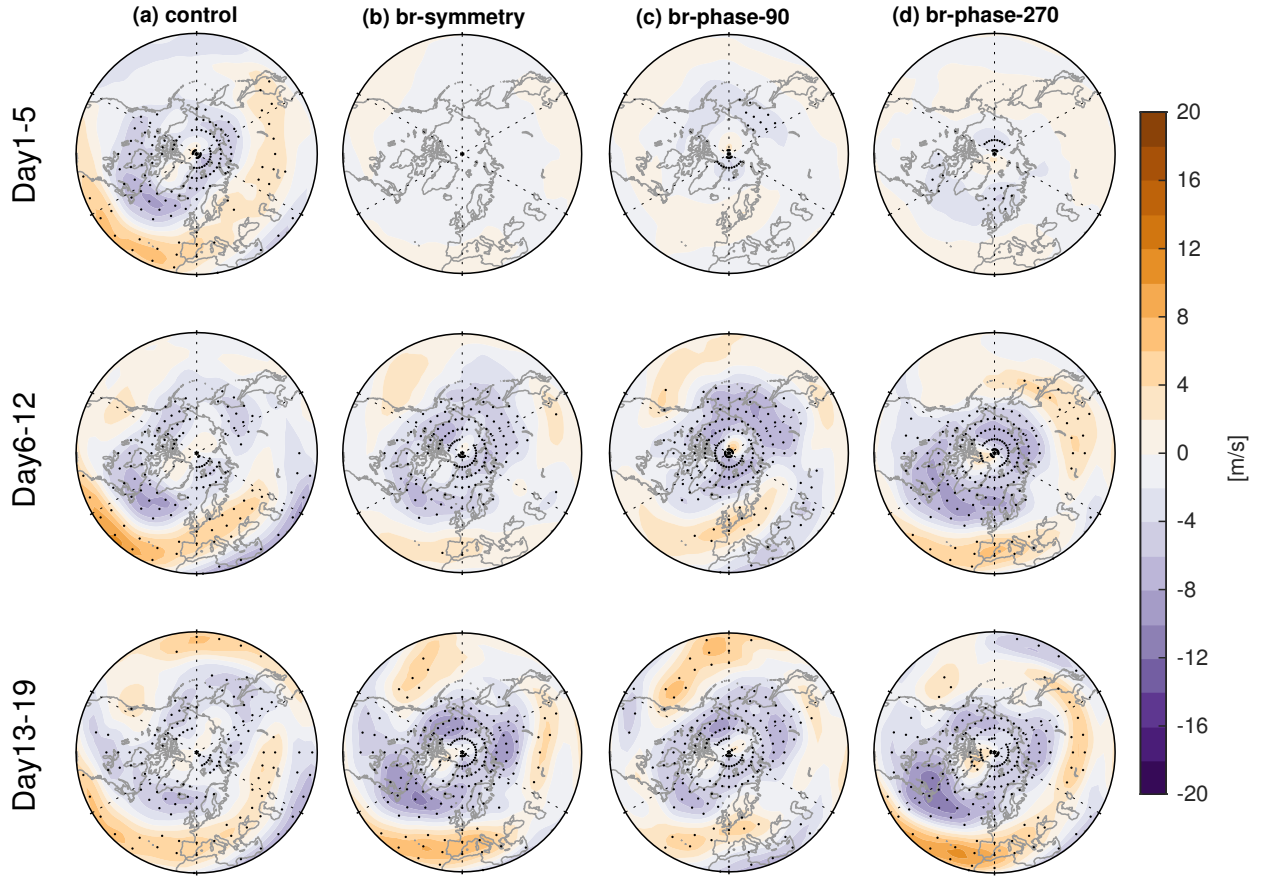 (a) control (b) br-symmetry (c) br-phase-90 (d) br-phase-270
Day1-5
Day6-12
Day13-19
20
16
12
8
4
0
-4
-8
-12
-16
-20
[m/s]